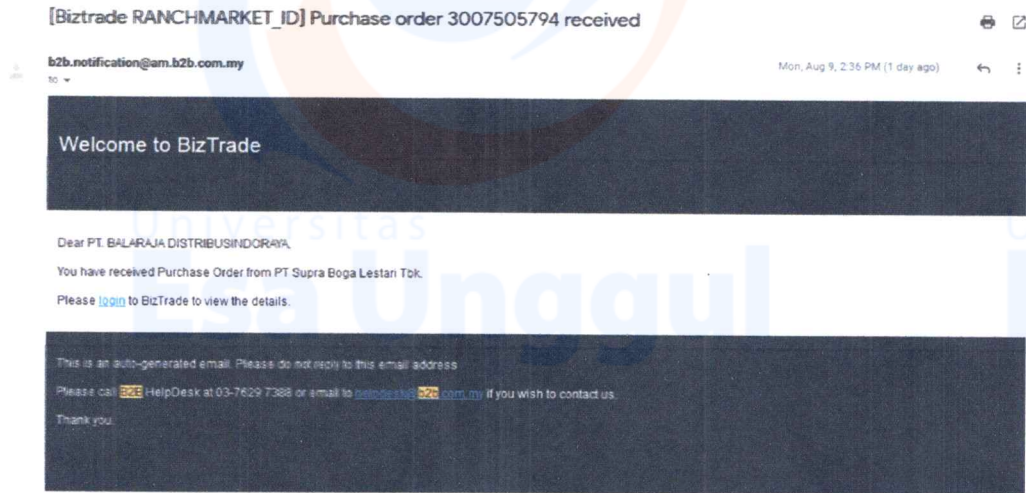 [Biztrade RANCHMARKET_ID] Purchase order 3007505794 received
b2b.notification@am.b2b.com.my
Mon, Aug 9, 2:36 PM (1 day ago)
to
Welcome to BizTrade
Universitas
Esa Unggul
Dear PT. BALARAJA DISTRIBUSINDORAYA,
You have received Purchase Order from PT Supra Boga Lestari Tbk.
Please login to BizTrade to view the details.
This is an auto-generated email. Please do not reply to this email address
Please call B2B HelpDesk at 03-7629 7388 or email to helpdesk@b2b.com.my if you wish to contact us.
Thank you.